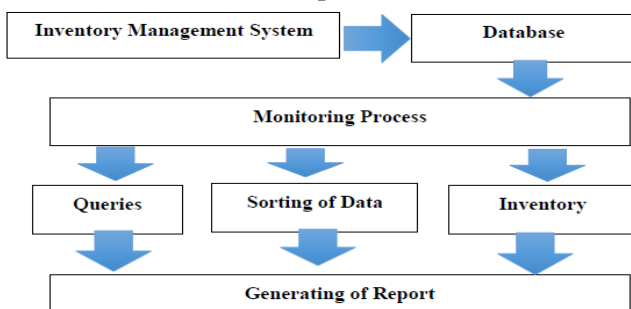 Inventory Management System
Database
Monitoring Process
Queries
Sorting of Data
Inventory
Generating of Report